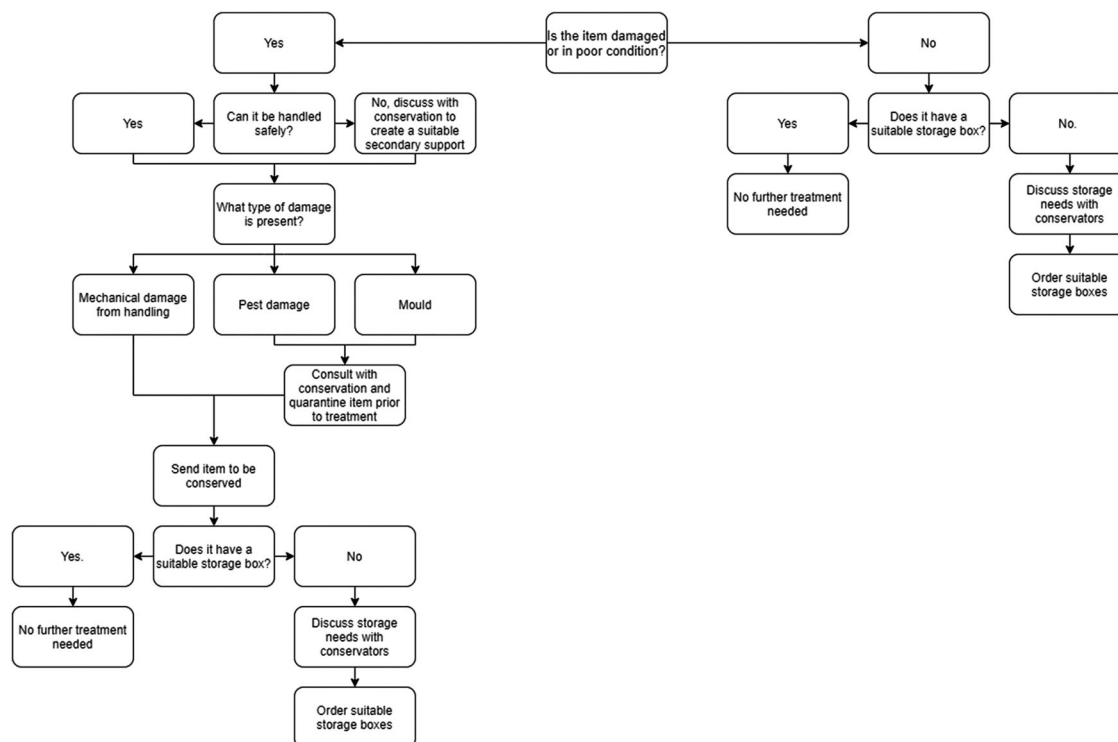 Yes
Is the item damaged
or in poor condition?
No
Yes
Can it be handled
safely?
No, discuss with
conservation to
create a suitable
secondary support
Yes
Does it have a
suitable storage box?
No.
What type of damage
is present?
No further treatment
needed
Discuss storage
needs with
conservators
Mechanical damage
from handling
Pest damage
Mould
Order suitable
storage boxes
Consult with
conservation and
quarantine item prior
to treatment
Send item to be
conserved
Yes.
Does it have a
suitable storage box?
No
No further treatment
needed
Discuss storage
needs with
conservators
Order suitable
storage boxes